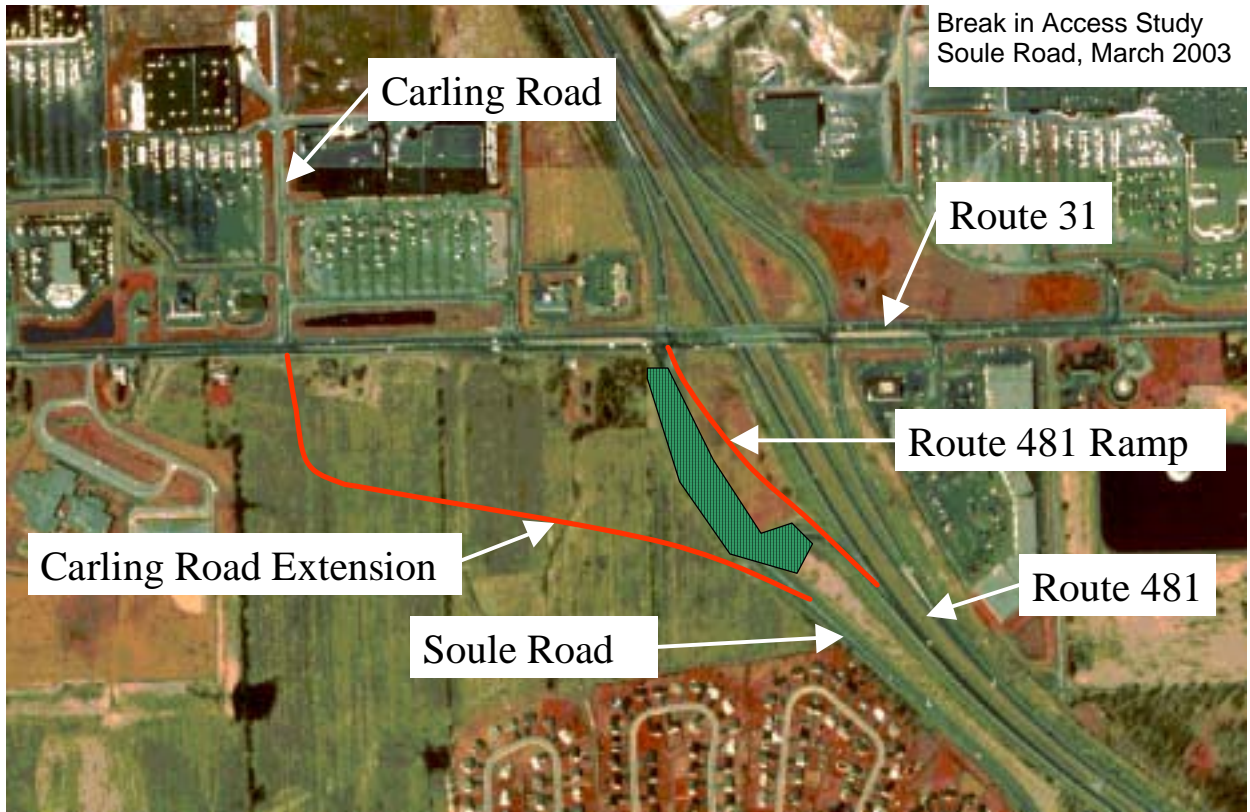 Break in Access Study
Soule Road, March 2003
Carling Road
Route 31
Route 481 Ramp
Carling Road Extension
Route 481
Soule Road